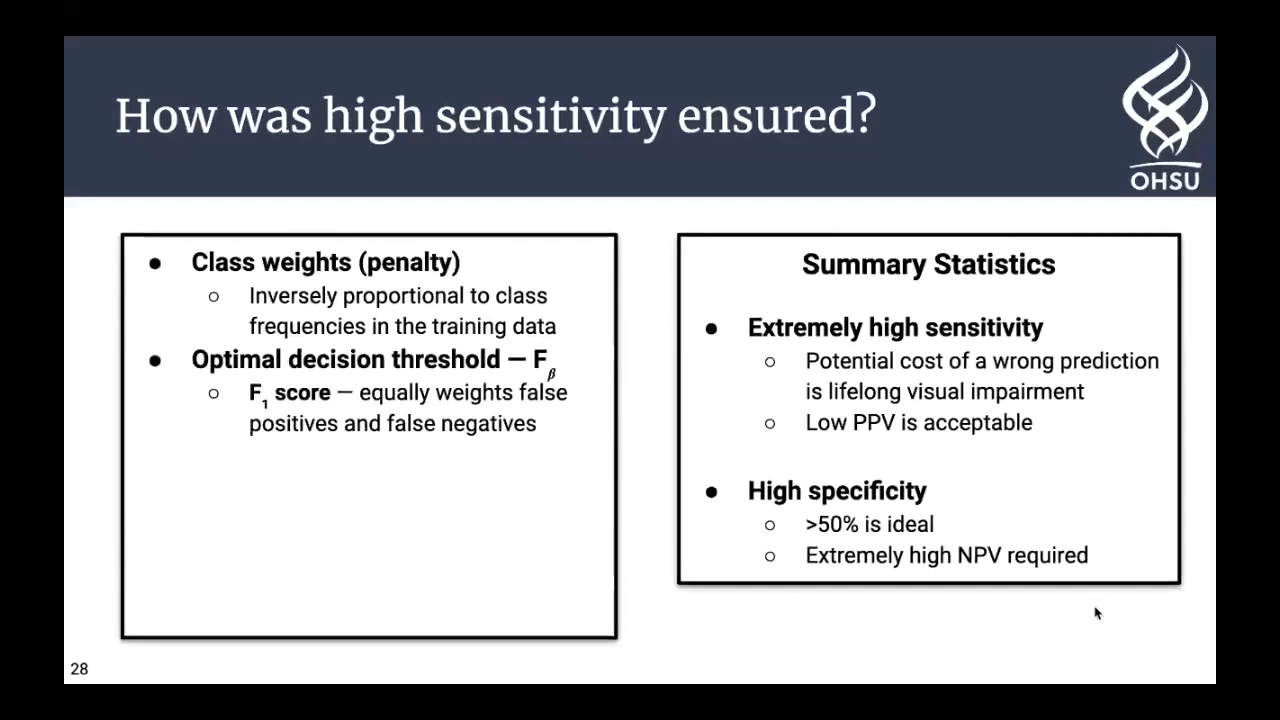 How was high sensitivity ensured?
OHSU
● Class weights (penalty)
○ Inversely proportional to class
frequencies in the training data
● Optimal decision threshold — Fβ
○ F1 score — equally weights false
positives and false negatives
Summary Statistics
● Extremely high sensitivity
○ Potential cost of a wrong prediction
is lifelong visual impairment
○ Low PPV is acceptable
● High specificity
○ >50% is ideal
○ Extremely high NPV required
28